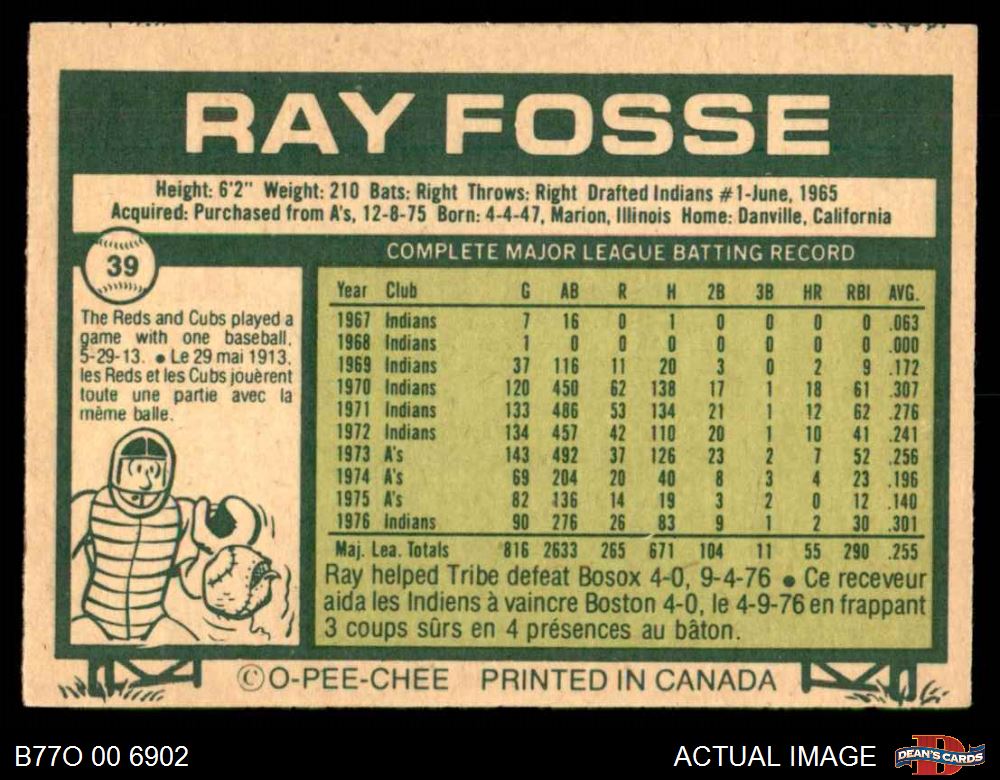 RAY FOSSE
Height: 6'2" Weight: 210 Bats: Right Throws: Right Drafted Indians #1-June, 1965
Acquired: Purchased from A's, 12-8-75 Born: 4-4-47, Marion, Illinois Home: Danville, California
39
The Reds and Cubs played a
game with one baseball,
5-29-13. ● Le 29 mai 1913,
les Reds et les Cubs jouèrent
toute une partie avec la
même balle.
COMPLETE MAJOR LEAGUE BATTING RECORD
Year Club G AB R H 2B 3B HR RBI AVG.
1967 Indians 7 16 0 1 0 0 0 0 .063
1968 Indians 1 0 0 0 0 0 0 0 .000
1969 Indians 37 116 11 20 3 0 2 9 .172
1970 Indians 120 450 62 138 17 1 18 61 .307
1971 Indians 133 486 53 134 21 1 12 62 .276
1972 Indians 134 457 42 110 20 1 10 41 .241
1973 A's 143 492 37 126 23 2 7 52 .256
1974 A's 69 204 20 40 8 3 4 23 .196
1975 A's 82 136 14 19 3 2 0 12 .140
1976 Indians 90 276 26 83 9 1 2 30 .301
Maj. Lea. Totals 816 2633 265 671 104 11 55 290 .255
Ray helped Tribe defeat Bosox 4-0, 9-4-76 ● Ce receveur
aida les Indiens à vaincre Boston 4-0, le 4-9-76 en frappant
3 coups sûrs en 4 présences au bâton.
©O-PEE-CHEE PRINTED IN CANADA
B77O 00 6902
ACTUAL IMAGE
D
DEAN'S CARDS